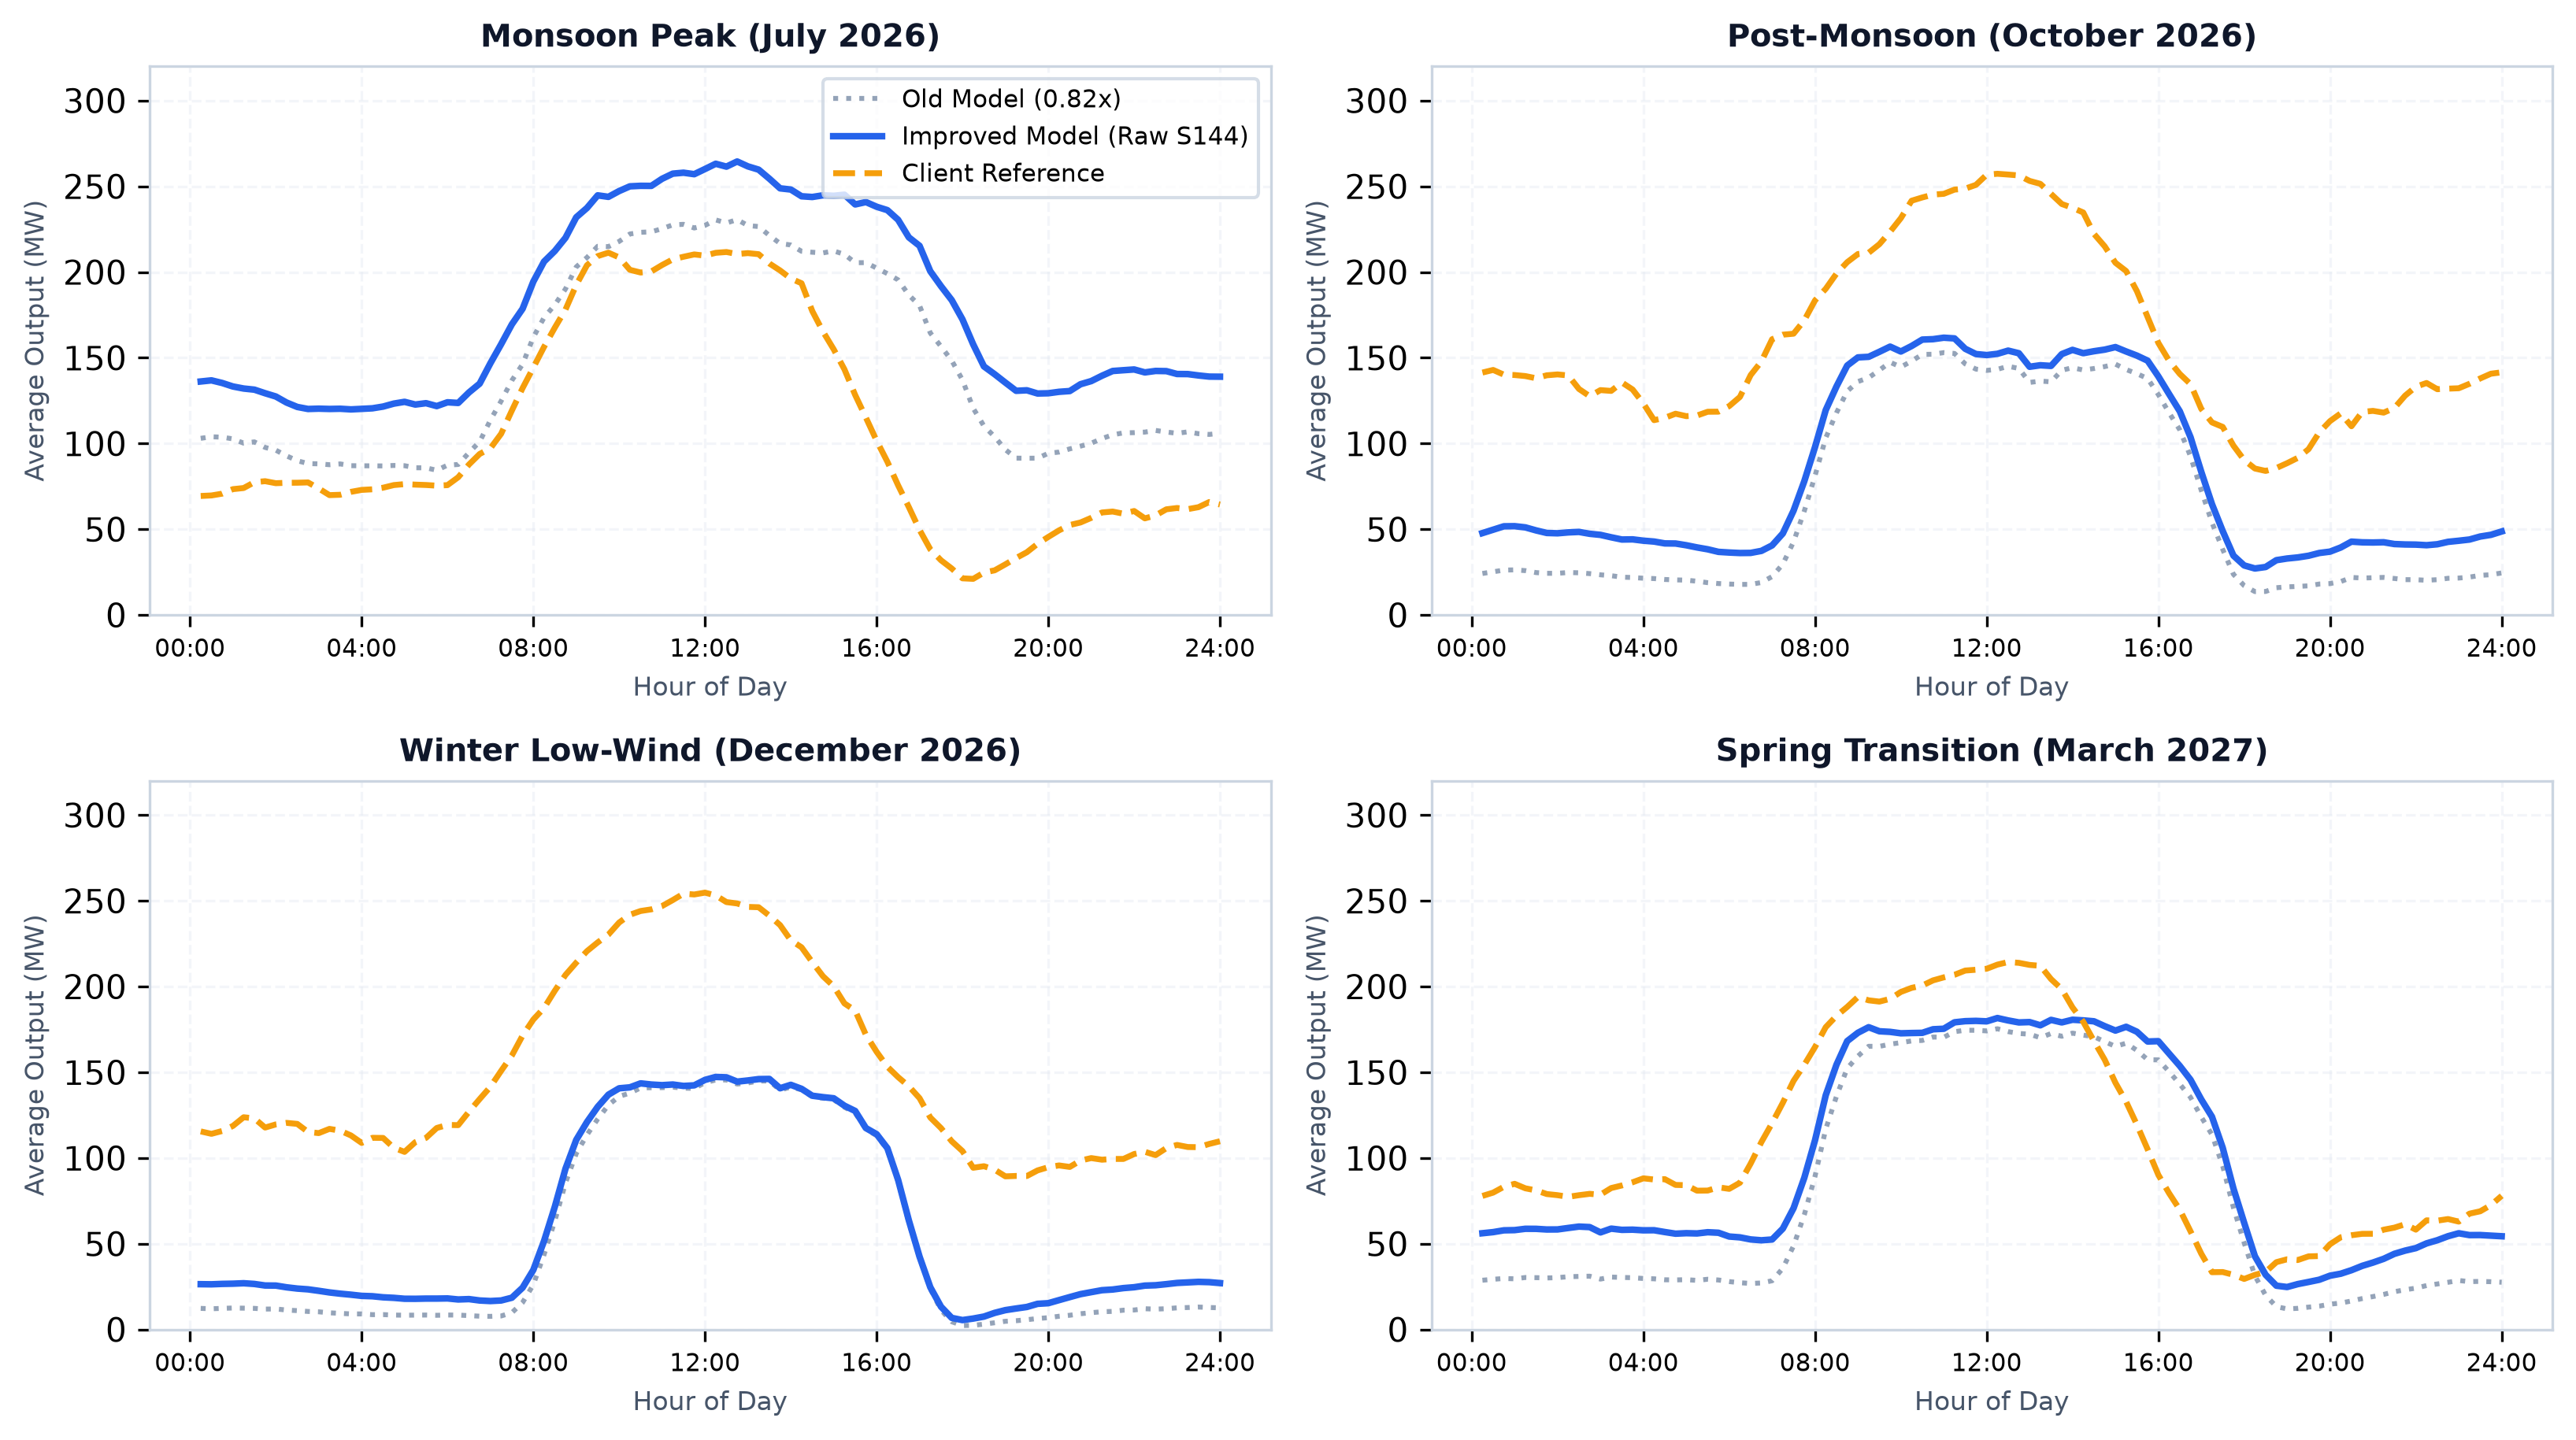 Monsoon Peak (July 2026)
Average Output (MW)
300
250
200
150
100
50
0
Old Model (0.82x)
Improved Model (Raw S144)
Client Reference
00:00 04:00 08:00 12:00 16:00 20:00 24:00
Hour of Day
Post-Monsoon (October 2026)
Average Output (MW)
300
250
200
150
100
50
0
00:00 04:00 08:00 12:00 16:00 20:00 24:00
Hour of Day
Winter Low-Wind (December 2026)
Average Output (MW)
300
250
200
150
100
50
0
00:00 04:00 08:00 12:00 16:00 20:00 24:00
Hour of Day
Spring Transition (March 2027)
Average Output (MW)
300
250
200
150
100
50
0
00:00 04:00 08:00 12:00 16:00 20:00 24:00
Hour of Day